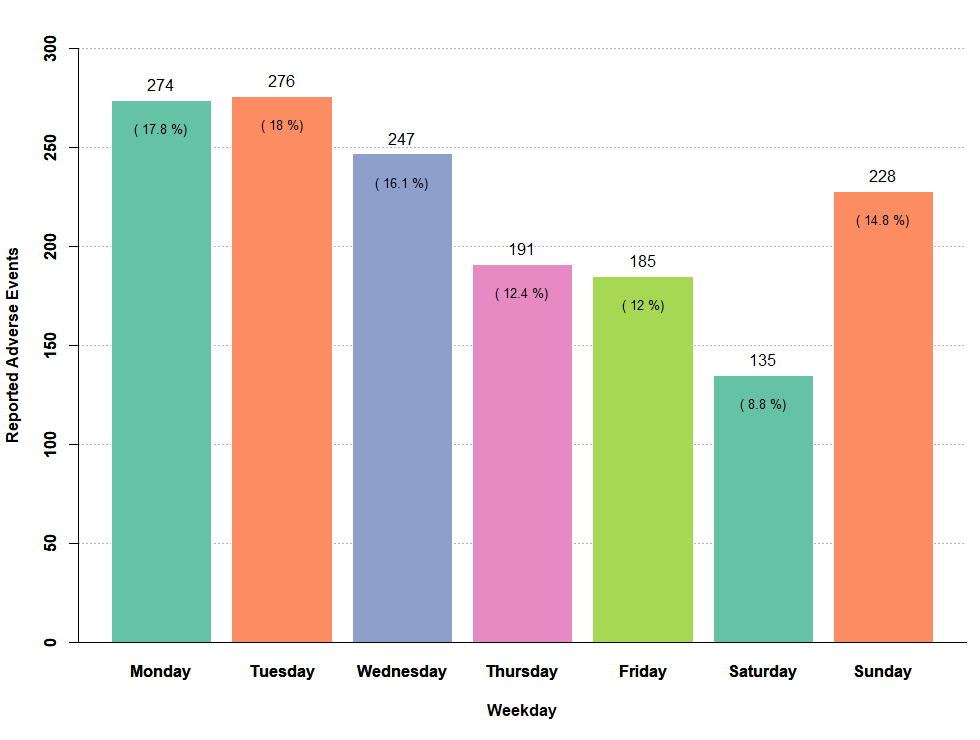 300
250
200
150
100
50
0
Reported Adverse Events
274
( 17.8 %)
276
( 18 %)
247
( 16.1 %)
191
( 12.4 %)
185
( 12 %)
135
( 8.8 %)
228
( 14.8 %)
Monday
Tuesday
Wednesday
Thursday
Friday
Saturday
Sunday
Weekday